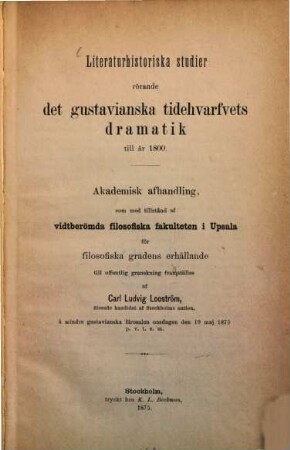 Literaturhistoriska studier
rörande
det gustavianska tidehvarfvets
dramatik
till år 1800.
Akademisk afhandling,
som med tillstånd af
vidtberömda filosofiska fakulteten i Upsala
för
filosofiska gradens erhållande
till offentlig granskning framställes
af
Carl Ludvig Looström,
filosofie kandidat af Stockholms nation,
å mindre gustavianska lärosalen onsdagen den 19 maj 1875
p. v. t. v. m.
Stockholm,
tryckt hos K. L. Beckman,
1875.